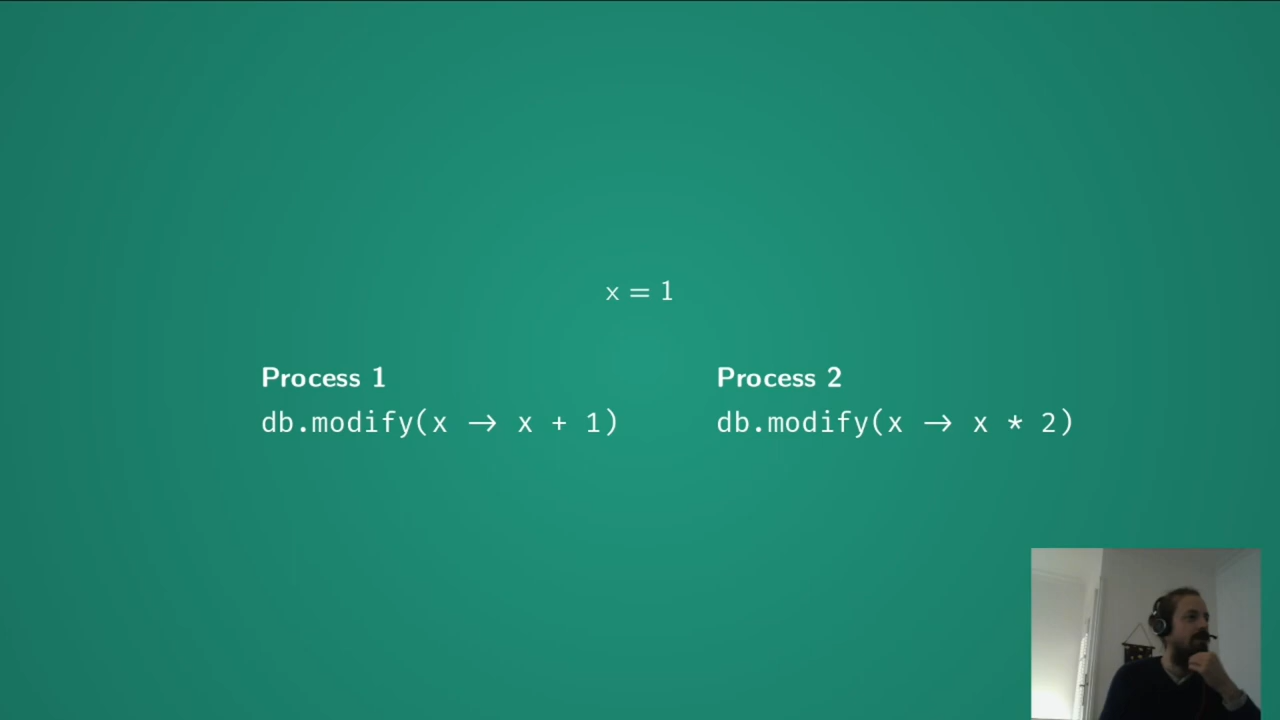 x = 1
Process 1
db.modify(x → x + 1)
Process 2
db.modify(x → x * 2)